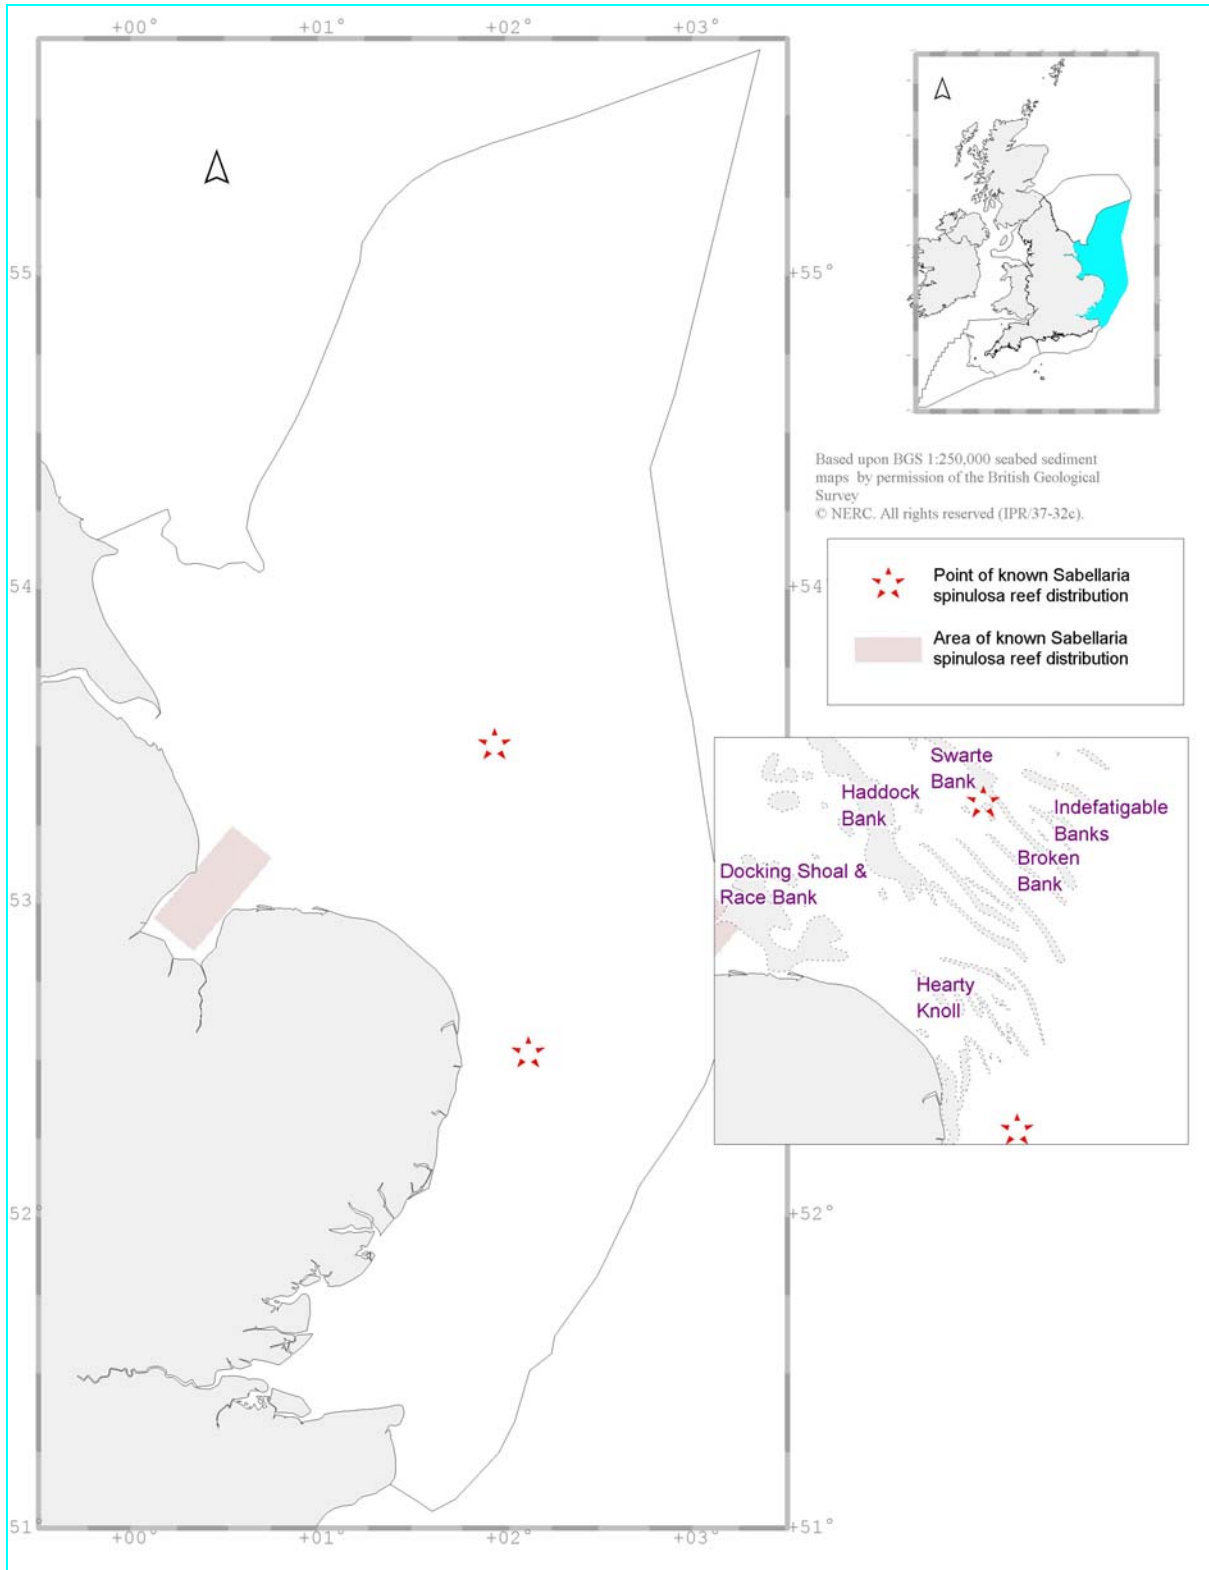 +00°
+01°
+02°
+03°
55
+55°
Based upon BGS 1:250,000 seabed sediment
maps by permission of the British Geological
Survey
© NERC. All rights reserved (IPR/37-32c).
54
+54°
Point of known Sabellaria
spinulosa reef distribution
Area of known Sabellaria
spinulosa reef distribution
Swarte
Bank
Haddock
Bank
Indefatigable
Banks
Broken
Bank
Docking Shoal &
Race Bank
53
Hearty
Knoll
52°
+52°
51°
+51°
+00°
+01°
+02°
+03°